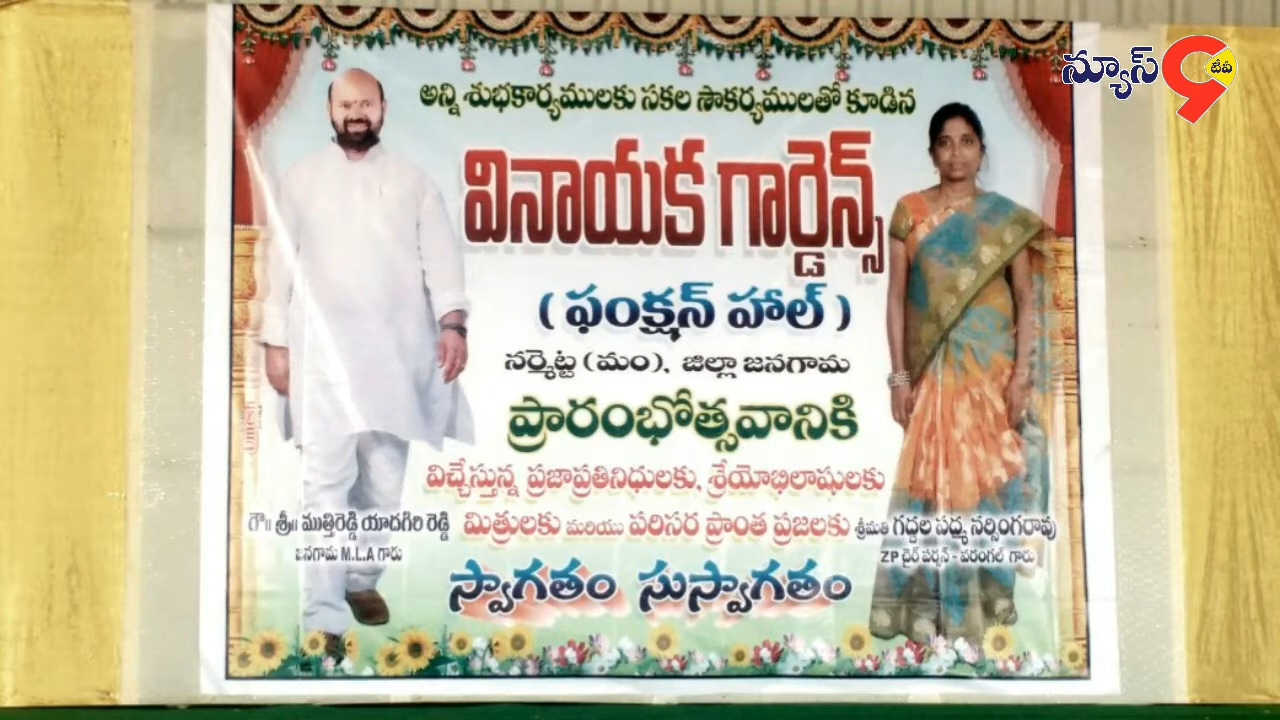 న్యూస్ 9 టీవీ
అన్ని శుభకార్యములకు సకల సౌకర్యములతో కూడిన
వినాయక గార్డెన్స్
( ఫంక్షన్ హాల్ )
నర్మెట్ట (మం), జిల్లా జనగామ
ప్రారంభోత్సవానికి
విచ్చేస్తున్న ప్రజాప్రతినిధులకు, శ్రేయోభిలాషులకు
మిత్రులకు మరియు పరిసర ప్రాంత ప్రజలకు
స్వాగతం సుస్వాగతం
గౌ॥ శ్రీ॥ ముత్తిరెడ్డి యాదగిరి రెడ్డి
జనగామ M.L.A గారు
శ్రీమతి గద్దల పద్మ నర్సింగరావు
ZP చైర్ పర్సన్ - వరంగల్ గారు
Umesh